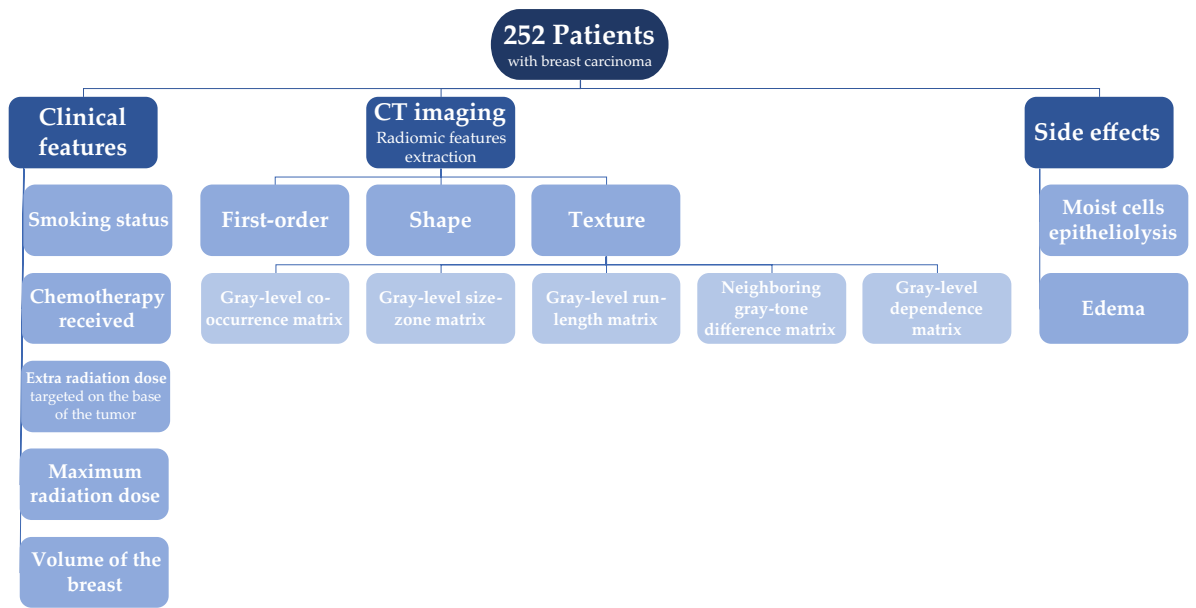 252 Patients
with breast carcinoma
Clinical
features
CT imaging
Radiomic features
extraction
Side effects
Smoking status
First-order
Shape
Texture
Moist cells
epitheliolysis
Chemotherapy
received
Gray-level co-
occurrence matrix
Gray-level size-
zone matrix
Gray-level run-
length matrix
Neighboring
gray-tone
difference matrix
Gray-level
dependence
matrix
Edema
Extra radiation dose
targeted on the base
of the tumor
Maximum
radiation dose
Volume of the
breast